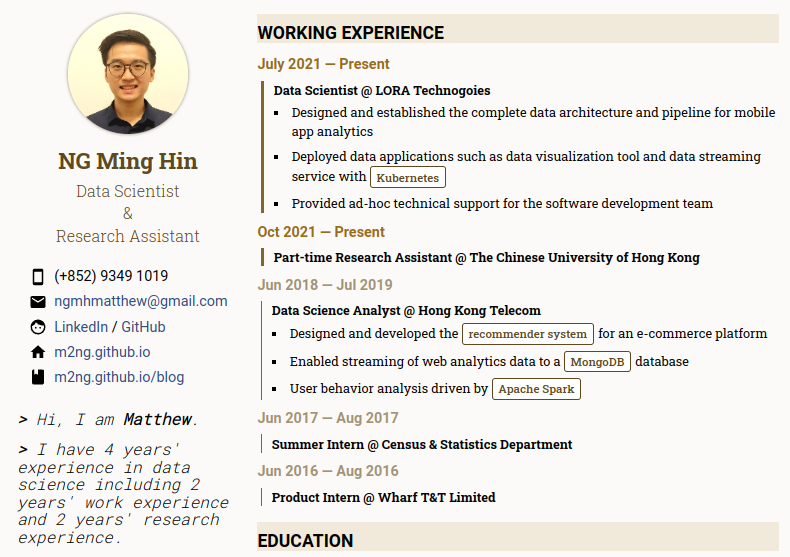 NG Ming Hin
Data Scientist
&
Research Assistant
(+852) 9349 1019
ngmhmatthew@gmail.com
LinkedIn / GitHub
m2ng.github.io
m2ng.github.io/blog
> Hi, I am Matthew.
> I have 4 years'
experience in data
science including 2
years' work experience
and 2 years' research
experience.
WORKING EXPERIENCE
July 2021 — Present
Data Scientist @ LORA Technogoies
Designed and established the complete data architecture and pipeline for mobile
app analytics
Deployed data applications such as data visualization tool and data streaming
service with Kubernetes
Provided ad-hoc technical support for the software development team
Oct 2021 — Present
Part-time Research Assistant @ The Chinese University of Hong Kong
Jun 2018 — Jul 2019
Data Science Analyst @ Hong Kong Telecom
Designed and developed the recommender system for an e-commerce platform
Enabled streaming of web analytics data to a MongoDB database
User behavior analysis driven by Apache Spark
Jun 2017 — Aug 2017
Summer Intern @ Census & Statistics Department
Jun 2016 — Aug 2016
Product Intern @ Wharf T&T Limited
EDUCATION